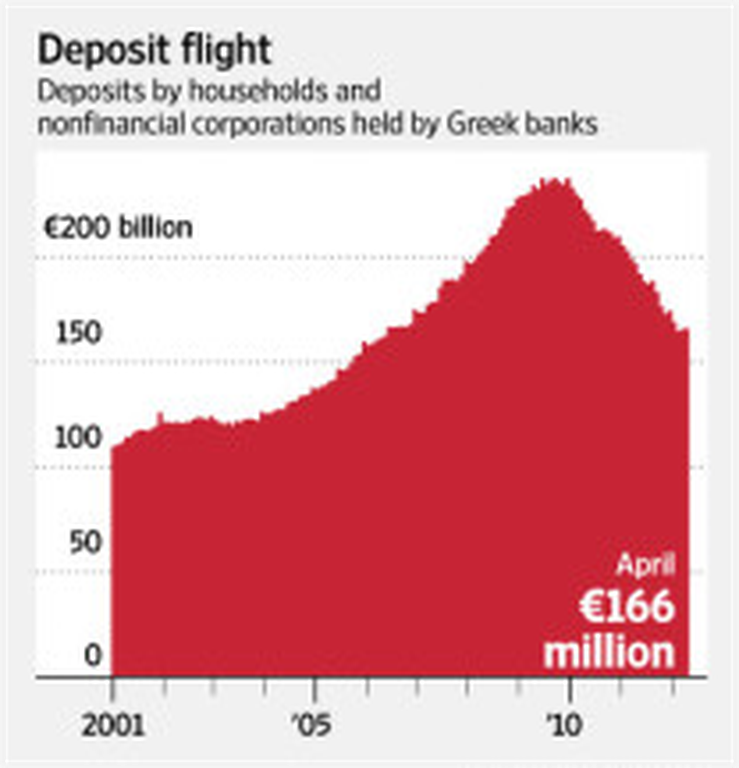 Deposit flight
Deposits by households and
nonfinancial corporations held by Greek banks
€200 billion
150
100
50
0
April
€166
million
2001 '05 '10